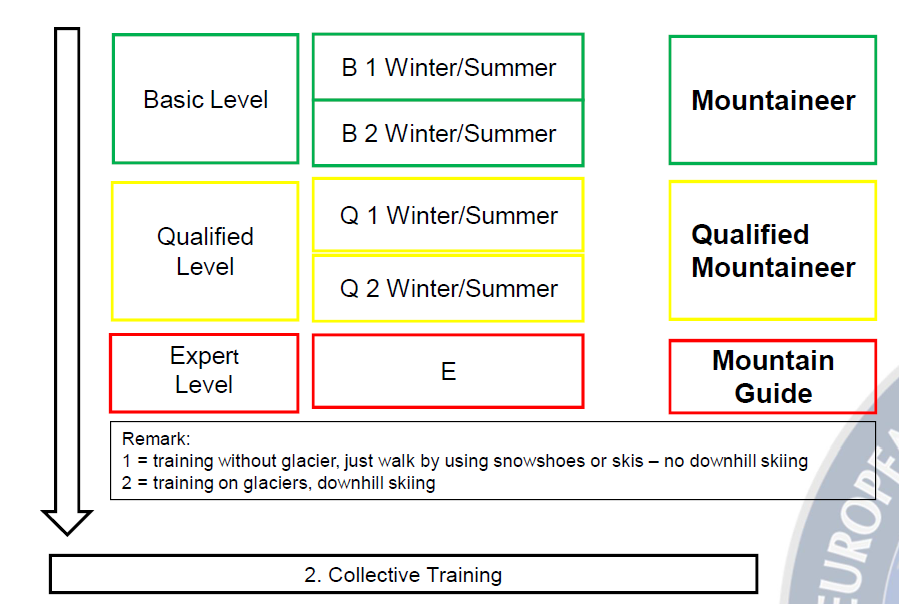 Basic Level
B 1 Winter/Summer
B 2 Winter/Summer
Mountaineer
Qualified
Level
Q 1 Winter/Summer
Q 2 Winter/Summer
Qualified
Mountaineer
Expert
Level
E
Mountain
Guide
Remark:
1 = training without glacier, just walk by using snowshoes or skis – no downhill skiing
2 = training on glaciers, downhill skiing
2. Collective Training